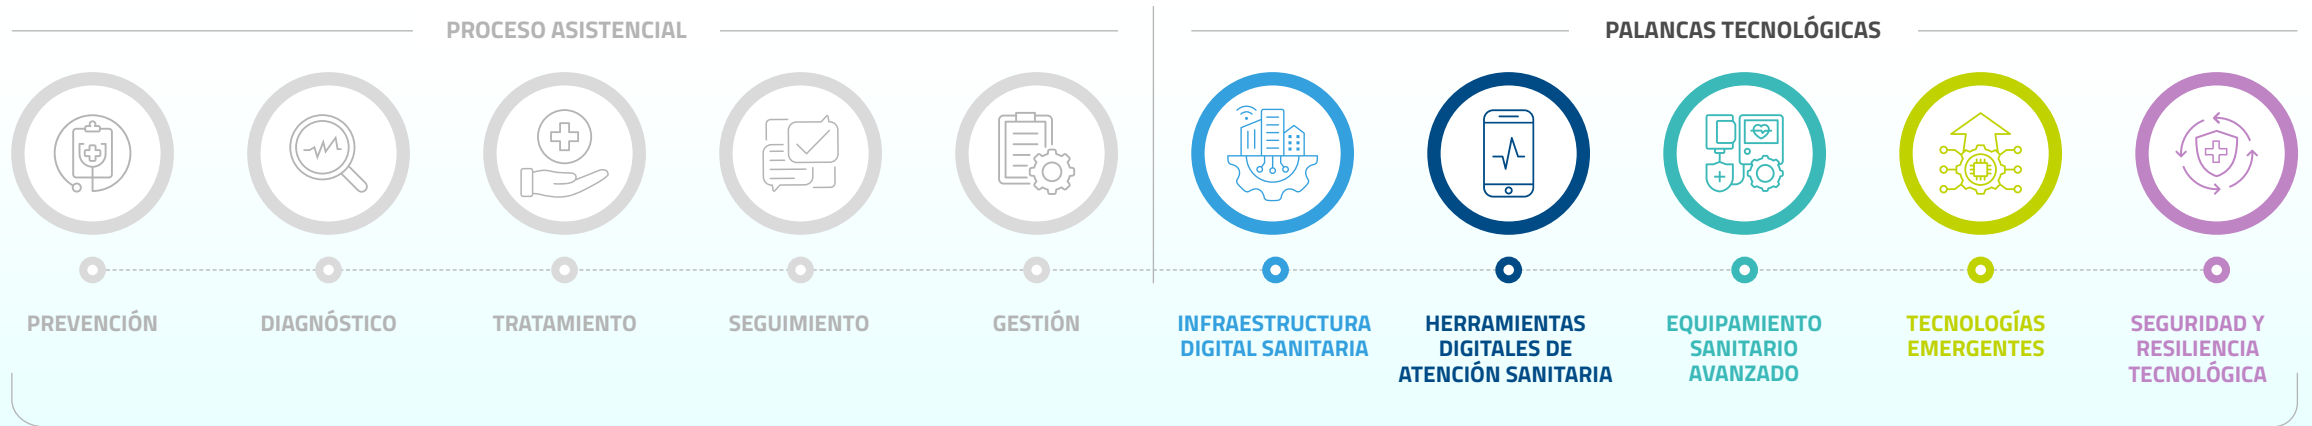 PROCESO ASISTENCIAL
PALANCAS TECNOLÓGICAS
PREVENCIÓN
DIAGNÓSTICO
TRATAMIENTO
SEGUIMIENTO
GESTIÓN
INFRAESTRUCTURA
DIGITAL SANITARIA
HERRAMIENTAS
DIGITALES DE
ATENCIÓN SANITARIA
EQUIPAMIENTO
SANITARIO
AVANZADO
TECNOLOGÍAS
EMERGENTES
SEGURIDAD Y
RESILIENCIA
TECNOLÓGICA